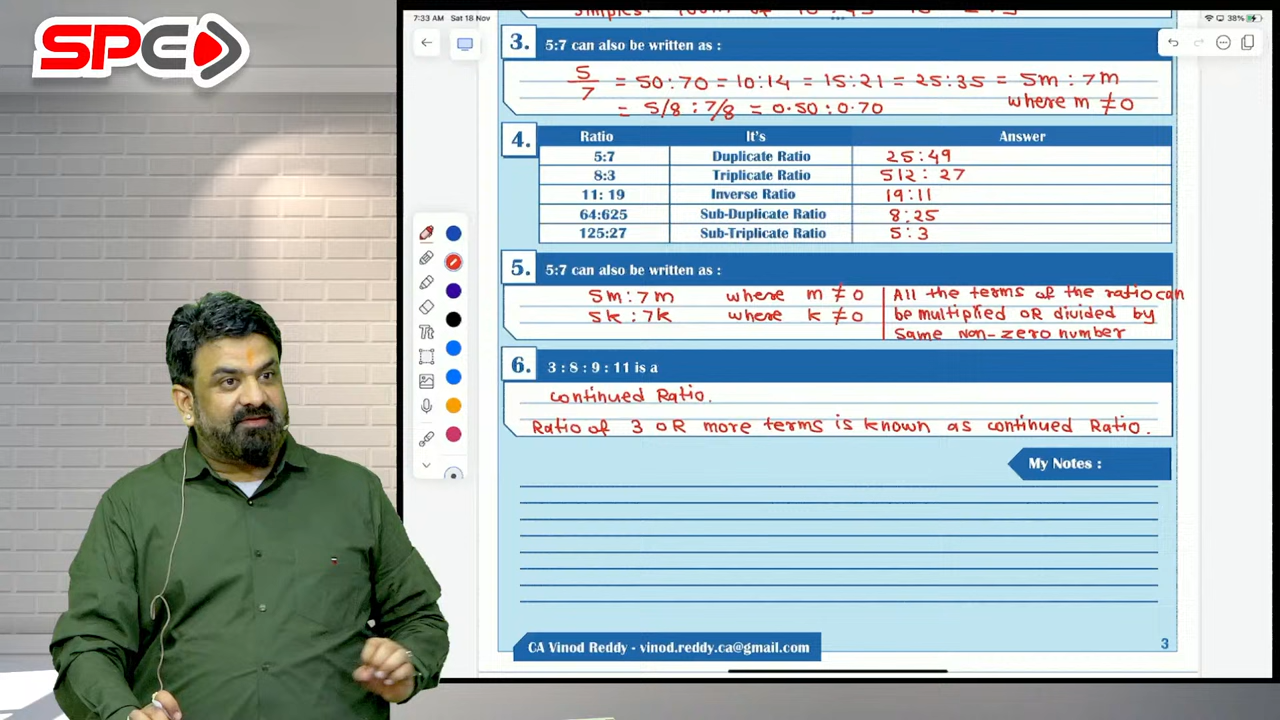 SPC
7:33 AM Sat 18 Nov
38%
3.
5:7 can also be written as :
5/7 = 50:70 = 10:14 = 15:21 = 25:35 = 5m : 7m
= 5/8 : 7/8 = 0.50 : 0.70 where m ≠ 0
4.
Ratio It's Answer
5:7 Duplicate Ratio 25:49
8:3 Triplicate Ratio 512 : 27
11: 19 Inverse Ratio 19:11
64:625 Sub-Duplicate Ratio 8:25
125:27 Sub-Triplicate Ratio 5:3
5.
5:7 can also be written as :
5m : 7m where m ≠ 0
5k : 7k where k ≠ 0
All the terms of the ratio can
be multiplied OR divided by
same non-zero number
6.
3 : 8 : 9 : 11 is a
continued Ratio.
Ratio of 3 OR more terms is known as continued Ratio.
My Notes :
CA Vinod Reddy - vinod.reddy.ca@gmail.com
3